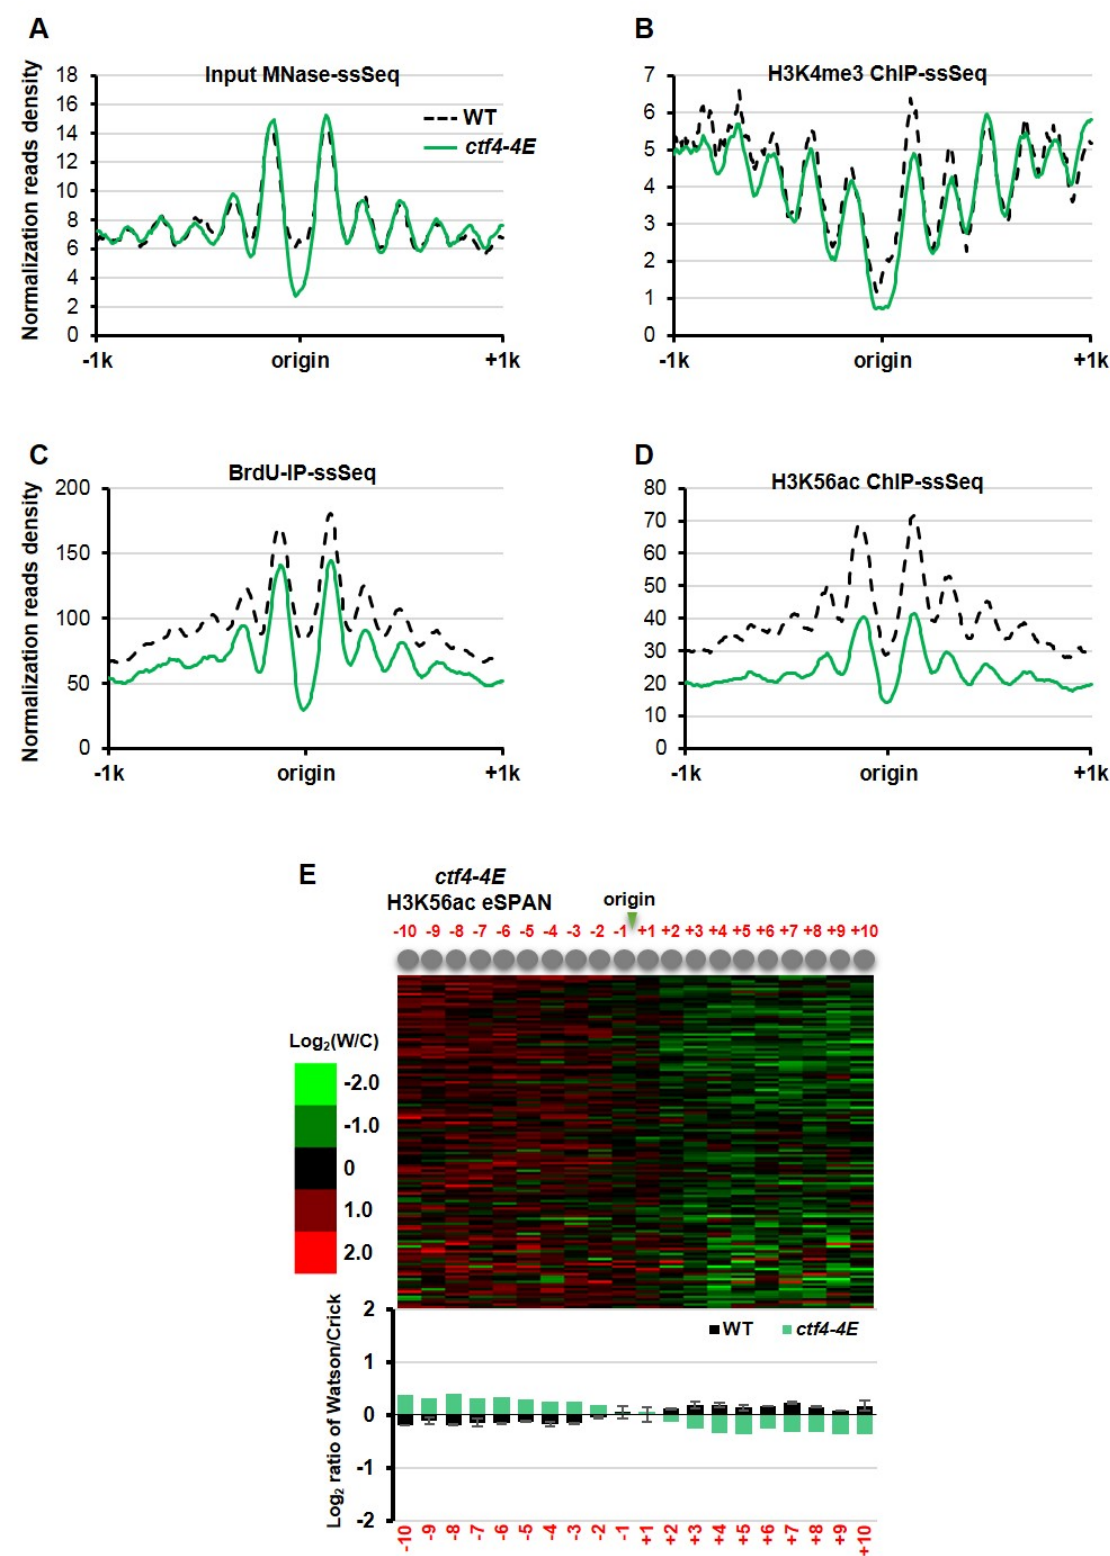 A
Input MNase-ssSeq
Normalization reads density
18
16
14
12
10
8
6
4
2
0
WT
ctf4-4E
-1k
origin
+1k
B
H3K4me3 ChIP-ssSeq
7
6
5
4
3
2
1
0
-1k
origin
+1k
C
BrdU-IP-ssSeq
Normalization reads density
200
150
100
50
0
-1k
origin
+1k
D
H3K56ac ChIP-ssSeq
80
70
60
50
40
30
20
10
0
-1k
origin
+1k
E
ctf4-4E
H3K56ac eSPAN
origin
-10 -9 -8 -7 -6 -5 -4 -3 -2 -1 +1 +2 +3 +4 +5 +6 +7 +8 +9 +10
Log2(W/C)
-2.0
-1.0
0
1.0
2.0
Log2 ratio of Watson/Crick
2
1
0
-1
-2
WT
ctf4-4E
-10 -9 -8 -7 -6 -5 -4 -3 -2 -1 +1 +2 +3 +4 +5 +6 +7 +8 +9 +10